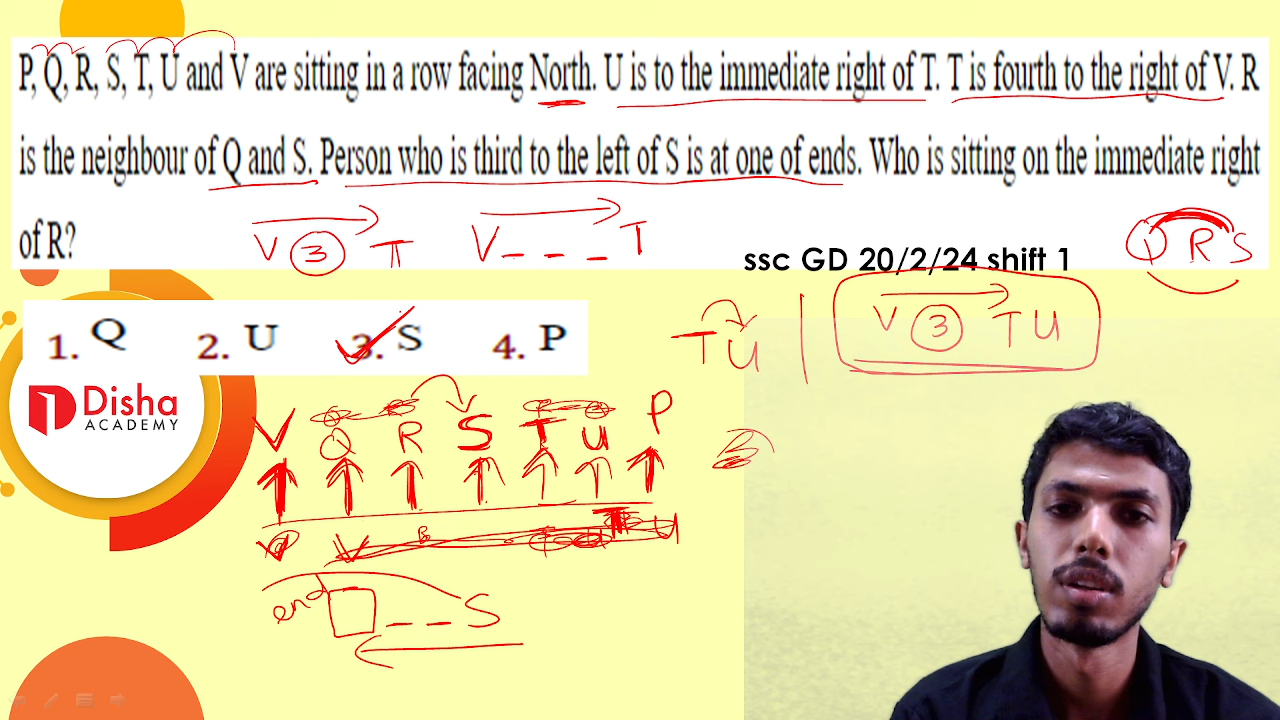 P, Q, R, S, T, U and V are sitting in a row facing North. U is to the immediate right of T. T is fourth to the right of V. R
is the neighbour of Q and S. Person who is third to the left of S is at one of ends. Who is sitting on the immediate right
of R?
V 3 T V _ _ _ T
Q R S
ssc GD 20/2/24 shift 1
1. Q 2. U 3. S 4. P
T U
V 3 T U
Disha
ACADEMY
V Q R S T U P
V
U
end _ _ S